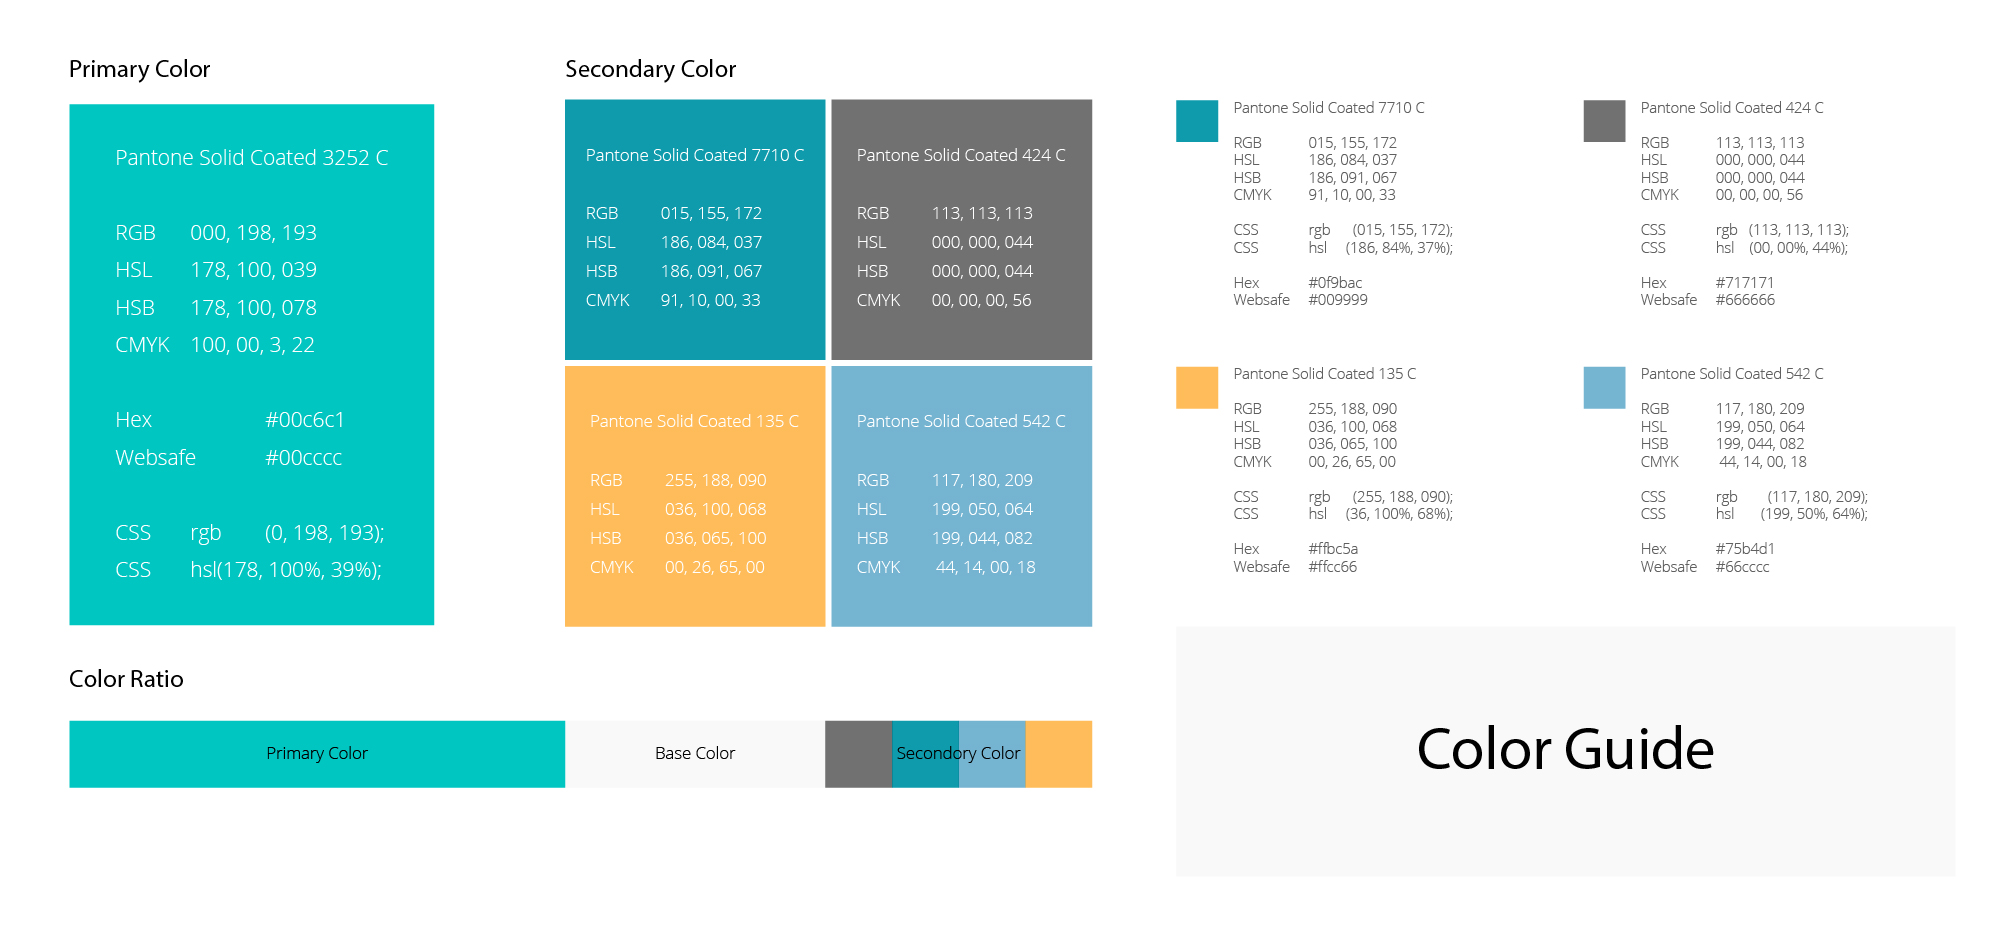 Primary Color
Pantone Solid Coated 3252 C
RGB 000, 198, 193
HSL 178, 100, 039
HSB 178, 100, 078
CMYK 100, 00, 3, 22
Hex #00c6c1
Websafe #00cccc
CSS rgb (0, 198, 193);
CSS hsl(178, 100%, 39%);
Secondary Color
Pantone Solid Coated 7710 C
RGB 015, 155, 172
HSL 186, 084, 037
HSB 186, 091, 067
CMYK 91, 10, 00, 33
Pantone Solid Coated 424 C
RGB 113, 113, 113
HSL 000, 000, 044
HSB 000, 000, 044
CMYK 00, 00, 00, 56
Pantone Solid Coated 135 C
RGB 255, 188, 090
HSL 036, 100, 068
HSB 036, 065, 100
CMYK 00, 26, 65, 00
Pantone Solid Coated 542 C
RGB 117, 180, 209
HSL 199, 050, 064
HSB 199, 044, 082
CMYK 44, 14, 00, 18
Pantone Solid Coated 7710 C
RGB 015, 155, 172
HSL 186, 084, 037
HSB 186, 091, 067
CMYK 91, 10, 00, 33
CSS rgb (015, 155, 172);
CSS hsl (186, 84%, 37%);
Hex #0f9bac
Websafe #009999
Pantone Solid Coated 424 C
RGB 113, 113, 113
HSL 000, 000, 044
HSB 000, 000, 044
CMYK 00, 00, 00, 56
CSS rgb (113, 113, 113);
CSS hsl (00, 00%, 44%);
Hex #717171
Websafe #666666
Pantone Solid Coated 135 C
RGB 255, 188, 090
HSL 036, 100, 068
HSB 036, 065, 100
CMYK 00, 26, 65, 00
CSS rgb (255, 188, 090);
CSS hsl (36, 100%, 68%);
Hex #ffbc5a
Websafe #ffcc66
Pantone Solid Coated 542 C
RGB 117, 180, 209
HSL 199, 050, 064
HSB 199, 044, 082
CMYK 44, 14, 00, 18
CSS rgb (117, 180, 209);
CSS hsl (199, 50%, 64%);
Hex #75b4d1
Websafe #66cccc
Color Ratio
Primary Color
Base Color
Secondory Color
Color Guide